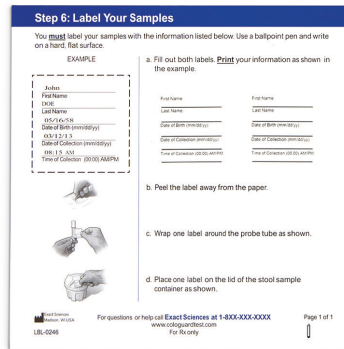 Step 6: Label Your Samples
You must label your samples with the information listed below. Use a ballpoint pen and write
on a hard, flat surface.
EXAMPLE
John
First Name
DOE
Last Name
05/16/58
Date of Birth (mm/dd/yy)
03/12/13
Date of Collection (mm/dd/yy)
08:15 AM
Time of Collection (00:00) AM/PM
a. Fill out both labels. Print your information as shown in
the example.
First Name
Last Name
Date of Birth (mm/dd/yy)
Date of Collection (mm/dd/yy)
Time of Collection (00:00) AM/PM
First Name
Last Name
Date of Birth (mm/dd/yy)
Date of Collection (mm/dd/yy)
Time of Collection (00:00) AM/PM
b. Peel the label away from the paper.
c. Wrap one label around the probe tube as shown.
d. Place one label on the lid of the stool sample
container as shown.
Exact Sciences
Madison, WI USA
LBL-0246
For questions or help call Exact Sciences at 1-8XX-XXX-XXXX
www.cologuardtest.com
For Rx only
Page 1 of 1